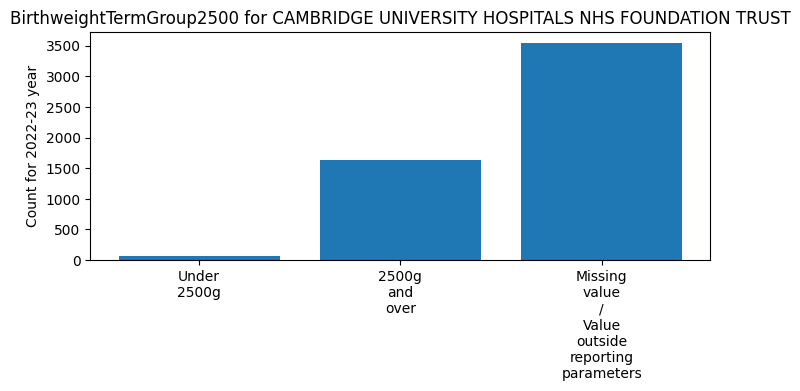 BirthweightTermGroup2500 for CAMBRIDGE UNIVERSITY HOSPITALS NHS FOUNDATION TRUST
Count for 2022-23 year
3500
3000
2500
2000
1500
1000
500
0
Under
2500g
2500g
and
over
Missing
value
/
Value
outside
reporting
parameters